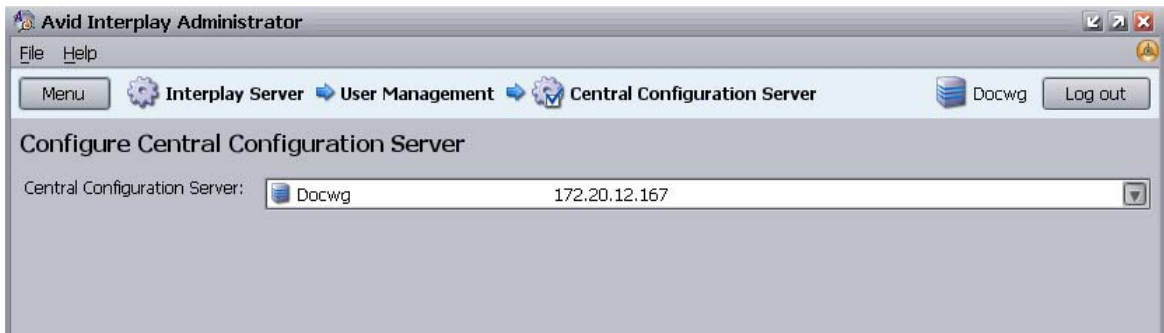 Avid Interplay Administrator
File Help
Menu Interplay Server User Management Central Configuration Server Docwg Log out
Configure Central Configuration Server
Central Configuration Server: Docwg 172.20.12.167